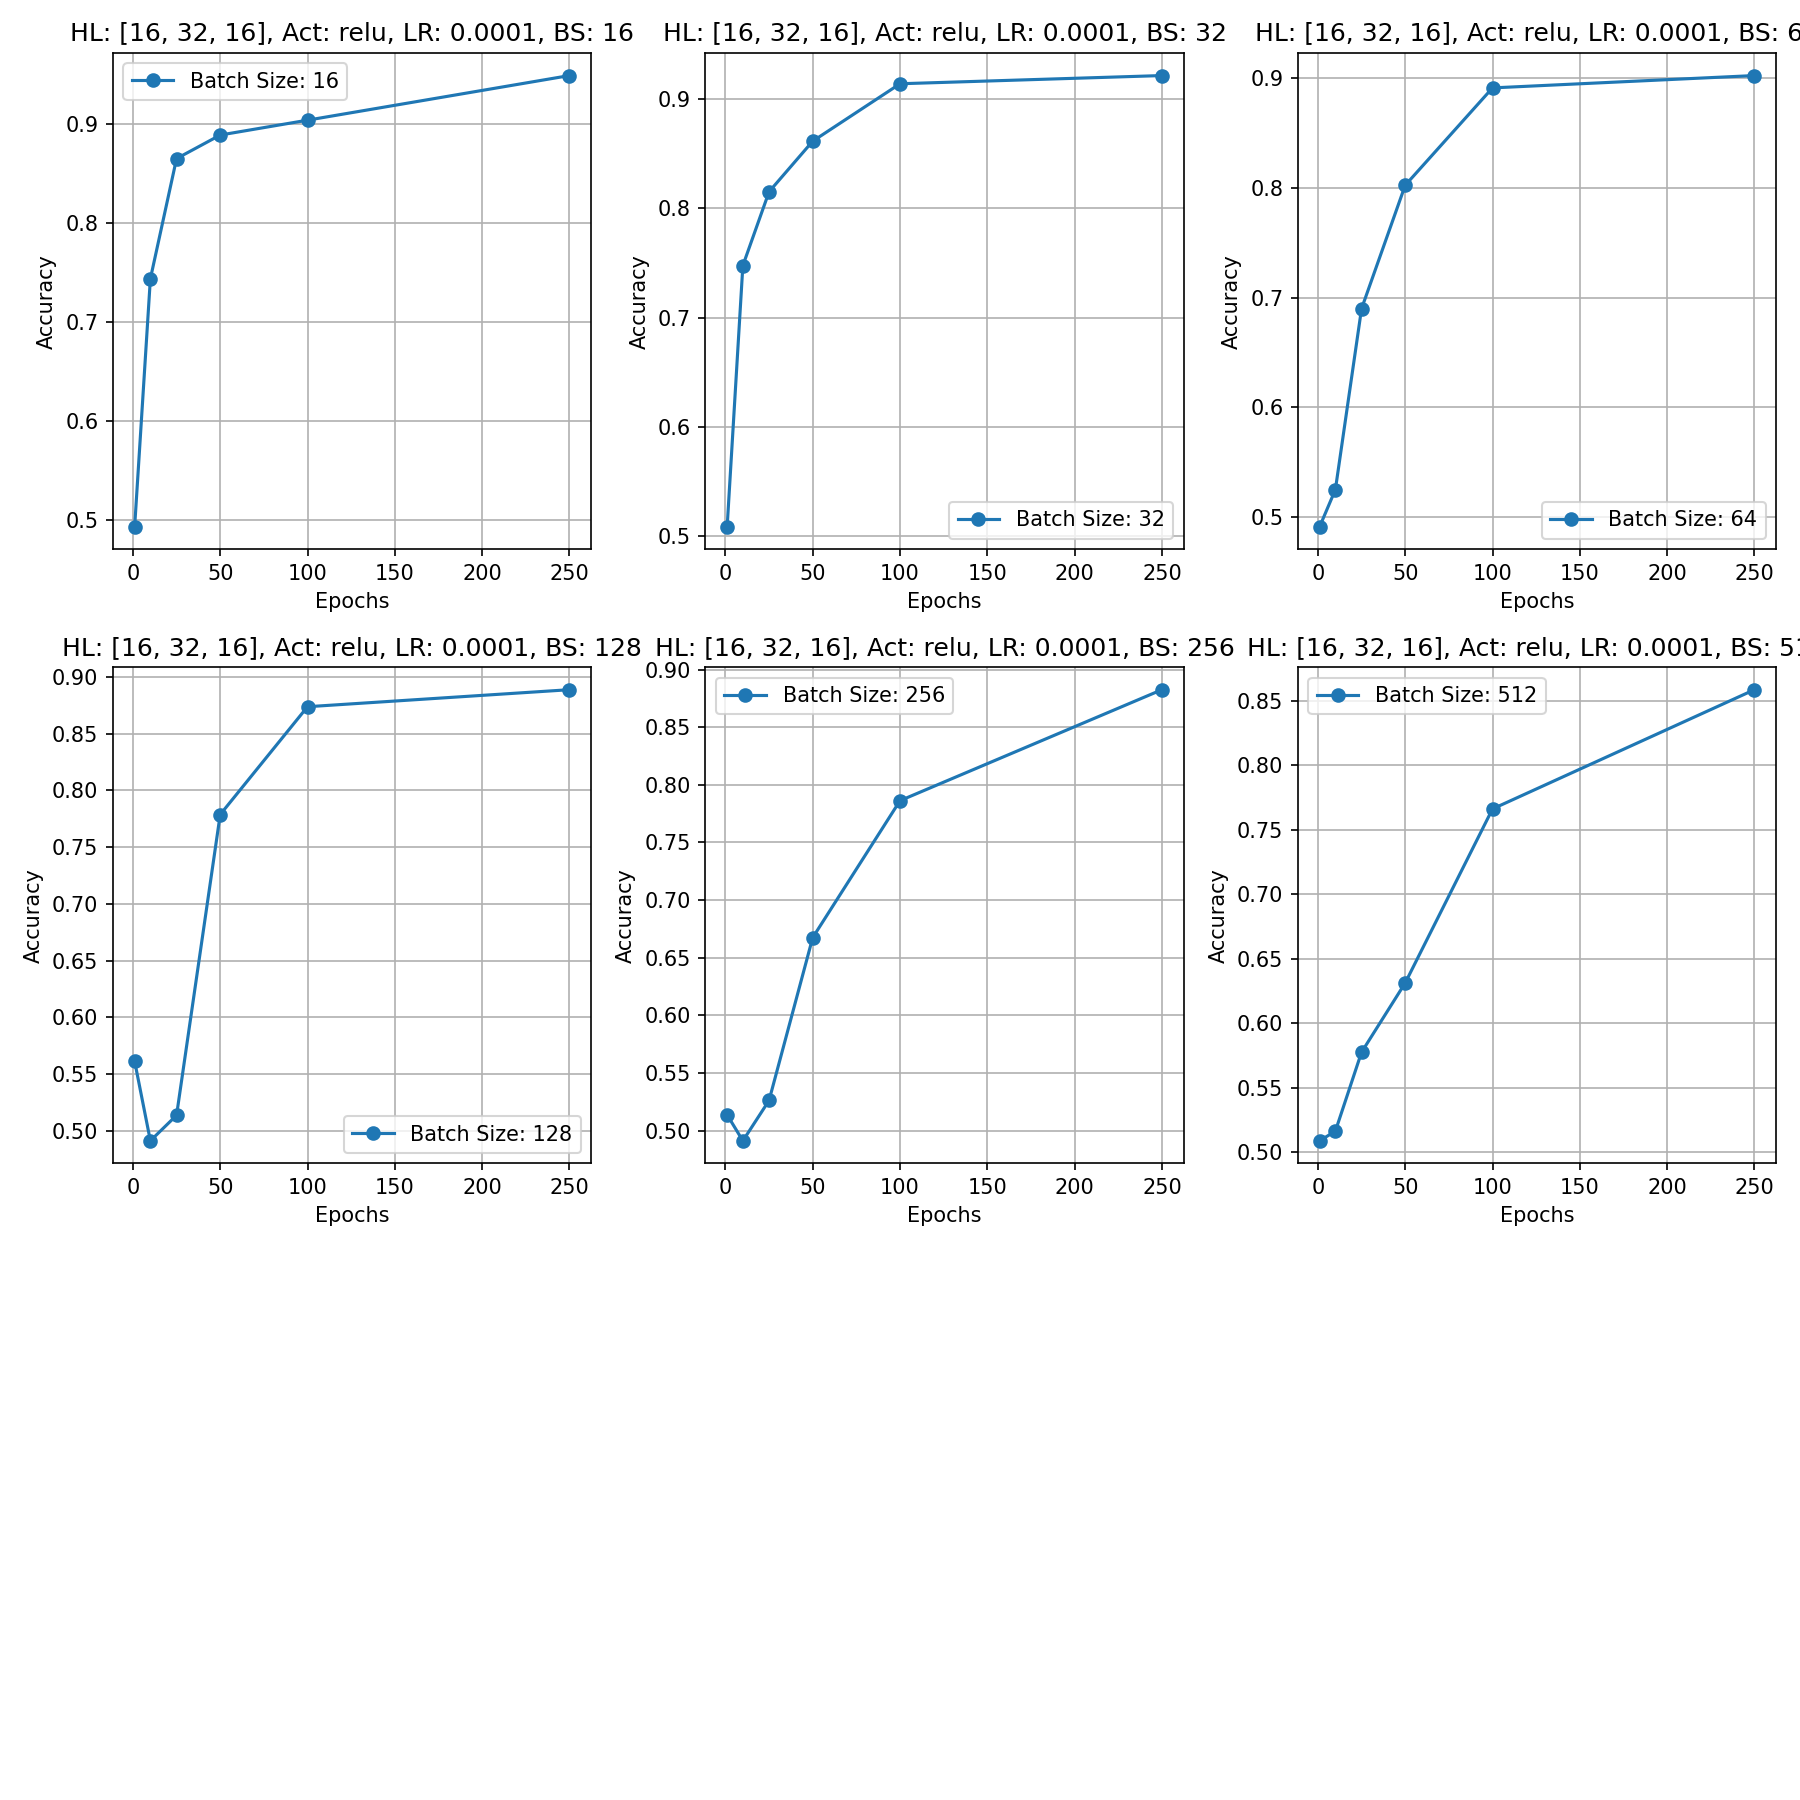 HL: [16, 32, 16], Act: relu, LR: 0.0001, BS: 16
Batch Size: 16
0.9
0.8
0.7
0.6
0.5
Accuracy
0 50 100 150 200 250
Epochs
HL: [16, 32, 16], Act: relu, LR: 0.0001, BS: 32
0.9
0.8
0.7
0.6
0.5
Accuracy
Batch Size: 32
0 50 100 150 200 250
Epochs
HL: [16, 32, 16], Act: relu, LR: 0.0001, BS: 6
0.9
0.8
0.7
0.6
0.5
Accuracy
Batch Size: 64
0 50 100 150 200 250
Epochs
HL: [16, 32, 16], Act: relu, LR: 0.0001, BS: 128
0.90
0.85
0.80
0.75
0.70
0.65
0.60
0.55
0.50
Accuracy
Batch Size: 128
0 50 100 150 200 250
Epochs
HL: [16, 32, 16], Act: relu, LR: 0.0001, BS: 256
Batch Size: 256
0.90
0.85
0.80
0.75
0.70
0.65
0.60
0.55
0.50
Accuracy
0 50 100 150 200 250
Epochs
HL: [16, 32, 16], Act: relu, LR: 0.0001, BS: 51
Batch Size: 512
0.85
0.80
0.75
0.70
0.65
0.60
0.55
0.50
Accuracy
0 50 100 150 200 250
Epochs